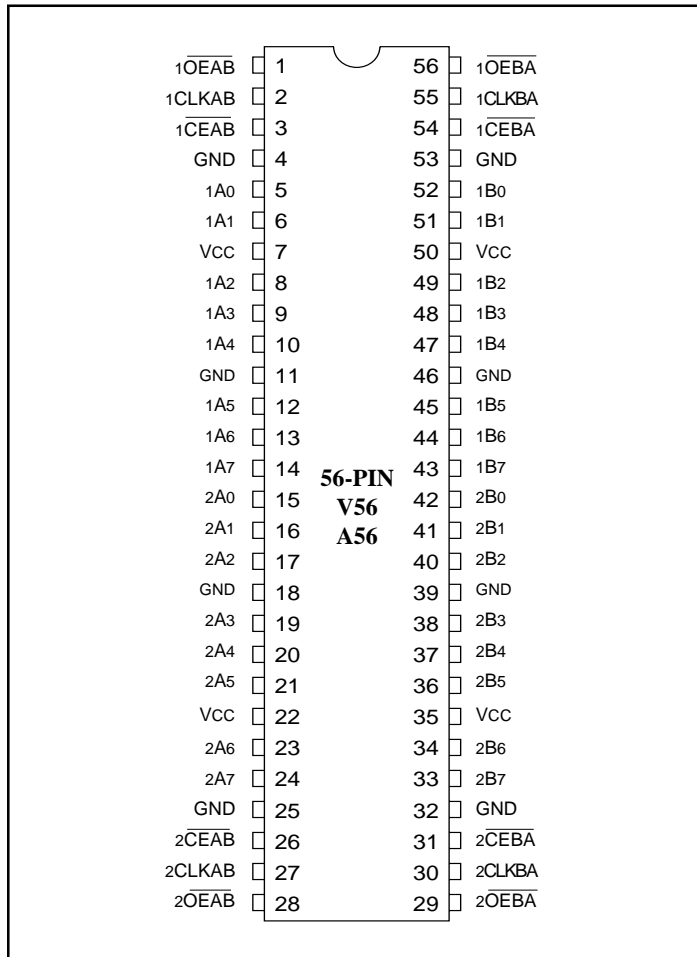 1OEAB 1 56 1OEBA
1CLKAB 2 55 1CLKBA
1CEAB 3 54 1CEBA
GND 4 53 GND
1A0 5 52 1B0
1A1 6 51 1B1
VCC 7 50 VCC
1A2 8 49 1B2
1A3 9 48 1B3
1A4 10 47 1B4
GND 11 46 GND
1A5 12 45 1B5
1A6 13 44 1B6
1A7 14 43 1B7
56-PIN
2A0 15 42 2B0
V56
2A1 16 41 2B1
A56
2A2 17 40 2B2
GND 18 39 GND
2A3 19 38 2B3
2A4 20 37 2B4
2A5 21 36 2B5
VCC 22 35 VCC
2A6 23 34 2B6
2A7 24 33 2B7
GND 25 32 GND
2CEAB 26 31 2CEBA
2CLKAB 27 30 2CLKBA
2OEAB 28 29 2OEBA